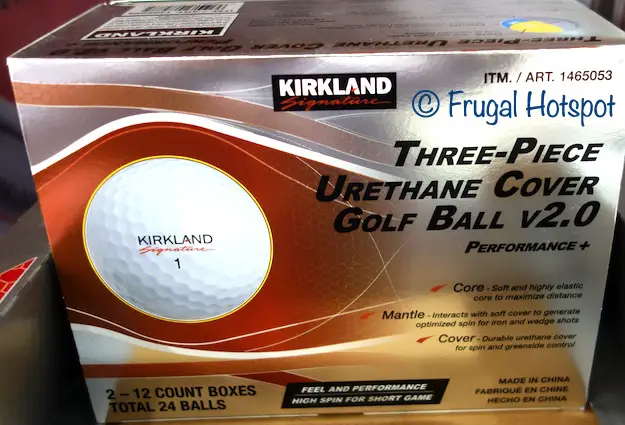 KIRKLAND
THREE-PIECE URETHANE COVER
KIRKLAND
Signature
ITM. / ART. 1465053
© Frugal Hotspot
THREE-PIECE
URETHANE COVER
GOLF BALL V2.0
PERFORMANCE+
KIRKLAND
Signature
1
Core - Soft and highly elastic
core to maximize distance
Mantle - Interacts with soft cover to generate
optimized spin for iron and wedge shots
Cover - Durable urethane cover
for spin and greenside control
2 – 12 COUNT BOXES
TOTAL 24 BALLS
FEEL AND PERFORMANCE
HIGH SPIN FOR SHORT GAME
MADE IN CHINA
FABRIQUÉ EN CHINE
HECHO EN CHINA